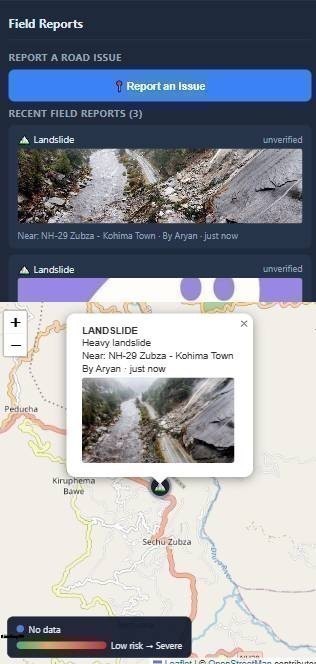 Field Reports
REPORT A ROAD ISSUE
Report an Issue
RECENT FIELD REPORTS (3)
Landslide
unverified
Near: NH-29 Zubza - Kohima Town · By Aryan · just now
Landslide
unverified
+
−
×
LANDSLIDE
Heavy landslide
Near: NH-29 Zubza - Kohima Town
By Aryan · just now
Peducha
Kiruphema
Bawe
Sechu Zubza
No data
Low risk → Severe
Leaflet | © OpenStreetMap contributors